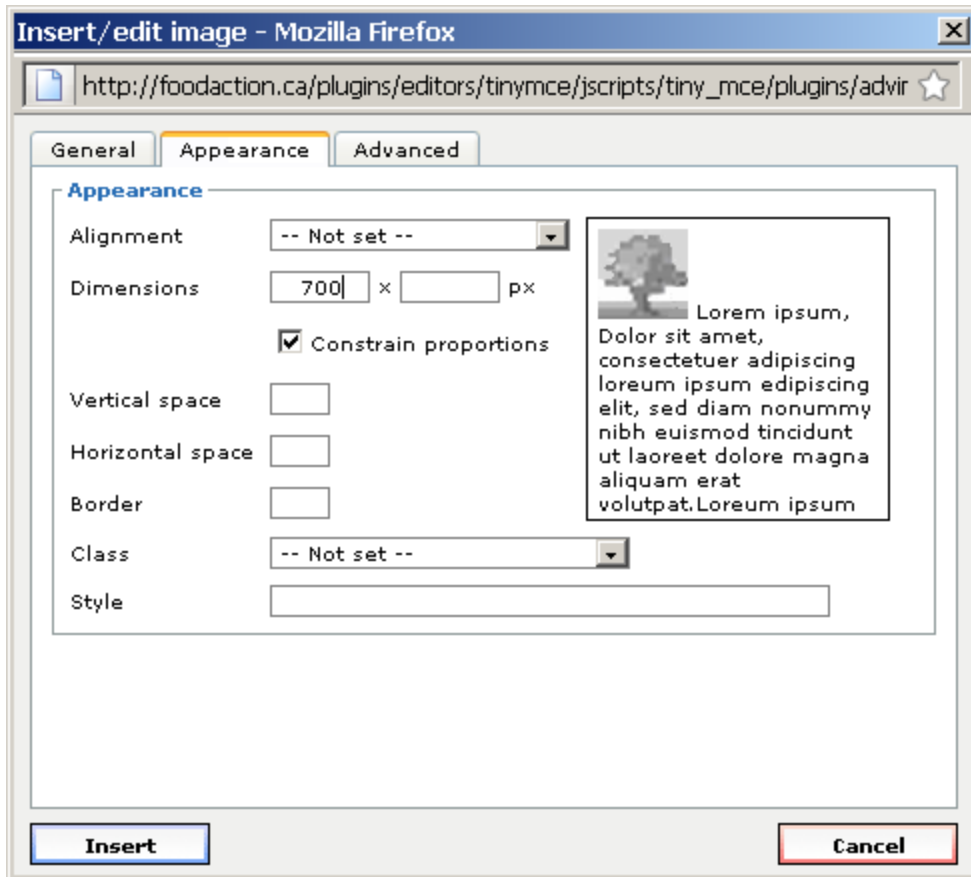 Insert/edit image - Mozilla Firefox
http://foodaction.ca/plugins/editors/tinymce/jscripts/tiny_mce/plugins/advir
General Appearance Advanced
Appearance
Alignment -- Not set --
Dimensions 700 x px
Constrain proportions
Vertical space
Horizontal space
Border
Class -- Not set --
Style
Lorem ipsum,
Dolor sit amet,
consectetuer adipiscing
loreum ipsum edipiscing
elit, sed diam nonummy
nibh euismod tincidunt
ut laoreet dolore magna
aliquam erat
volutpat.Loreum ipsum
Insert Cancel